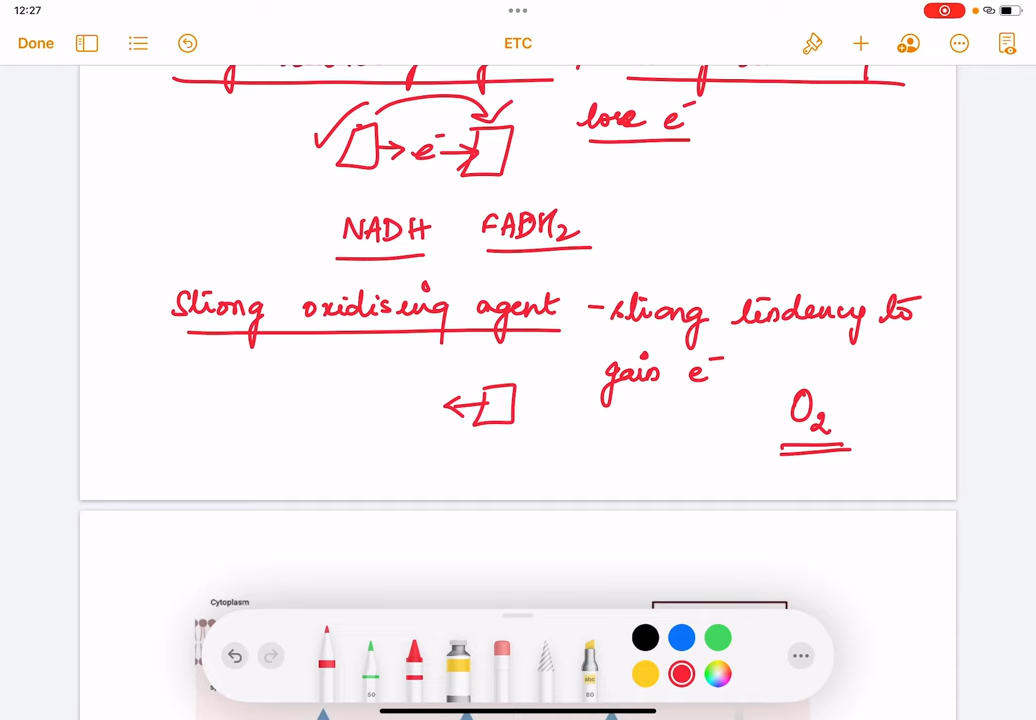 12:27
Done
ETC
lose e⁻
e⁻
NADH FADH₂
Strong oxidising agent - strong tendency to
gain e⁻
O₂
Cytoplasm
50
abc
80